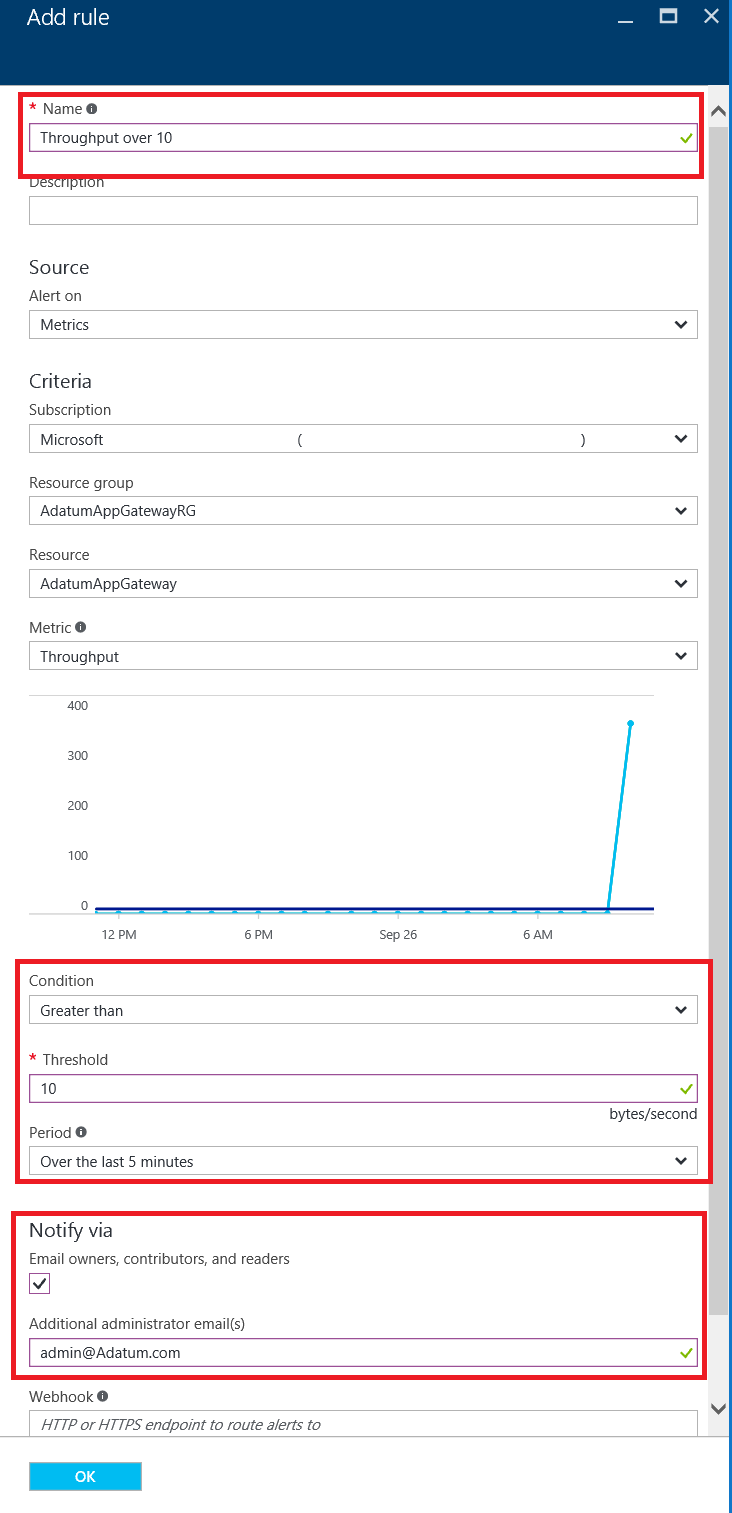 Add rule
* Name
Throughput over 10
Description
Source
Alert on
Metrics
Criteria
Subscription
Microsoft ( )
Resource group
AdatumAppGatewayRG
Resource
AdatumAppGateway
Metric
Throughput
400
300
200
100
0
12 PM 6 PM Sep 26 6 AM
Condition
Greater than
* Threshold
10
bytes/second
Period
Over the last 5 minutes
Notify via
Email owners, contributors, and readers
Additional administrator email(s)
admin@Adatum.com
Webhook
HTTP or HTTPS endpoint to route alerts to
OK